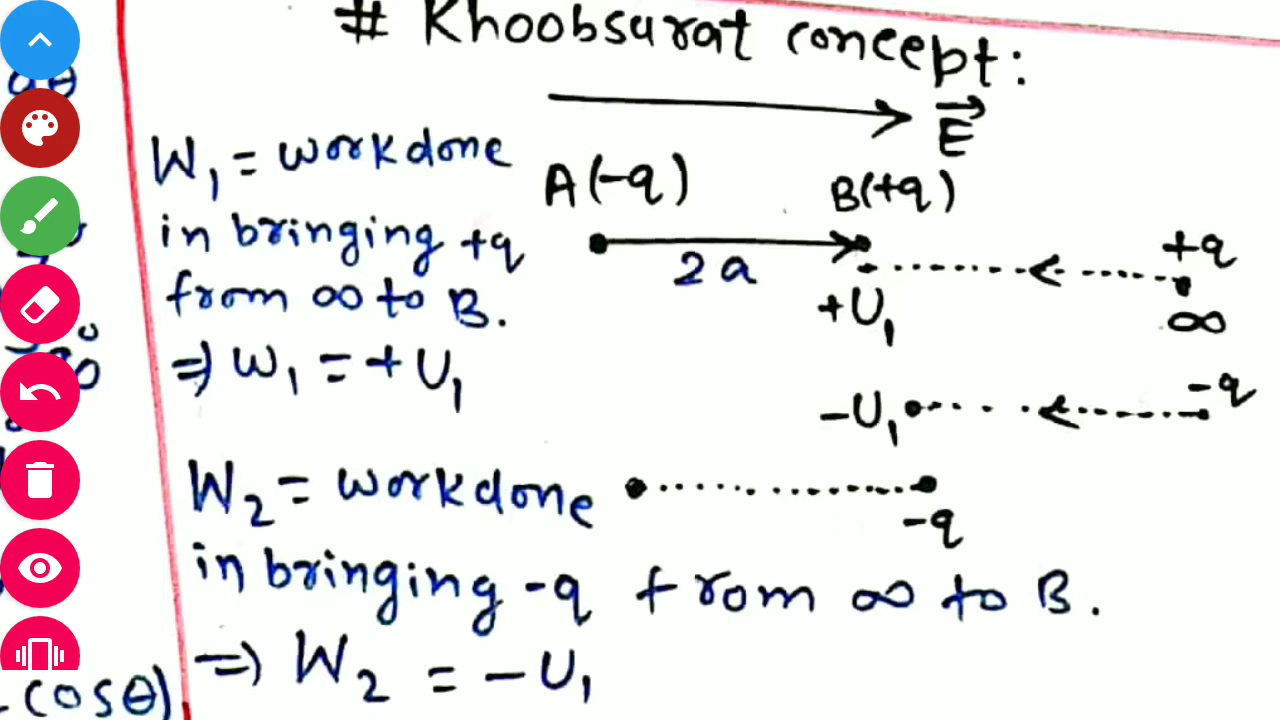 # Khoobsurat concept:
E
W1 = workdone
in bringing +q
from ∞ to B.
⇒ W1 = +U1
A(-q)
B(+q)
2a
+q
∞
+U1
-q
-U1
-q
W2 = workdone
in bringing -q from ∞ to B.
⇒ W2 = -U1
cosθ)